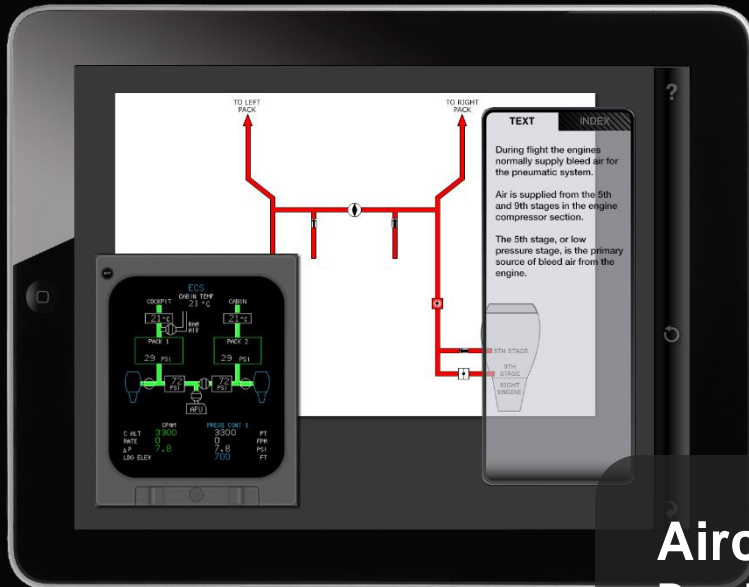 TO LEFT
PACK
TO RIGHT
PACK
TEXT
INDEX
?
During flight the engines
normally supply bleed air for
the pneumatic system.
Air is supplied from the 5th
and 9th stages in the engine
compressor section.
The 5th stage, or low
pressure stage, is the primary
source of bleed air from the
engine.
5TH STAGE
9TH
STAGE
RIGHT
ENGINE
ECS
CABIN TEMP
21 °C
COCKPIT
CABIN
21 °C
21 °C
RAM
AIR
PACK 1
PACK 2
29 PSI
29 PSI
72
PSI
72
PSI
APU
CPAM
PRESS CONT 1
C ALT 3300 3300 FT
RATE 0 0 FPM
△P 7.8 7.8 PSI
LDG ELEV 700 FT